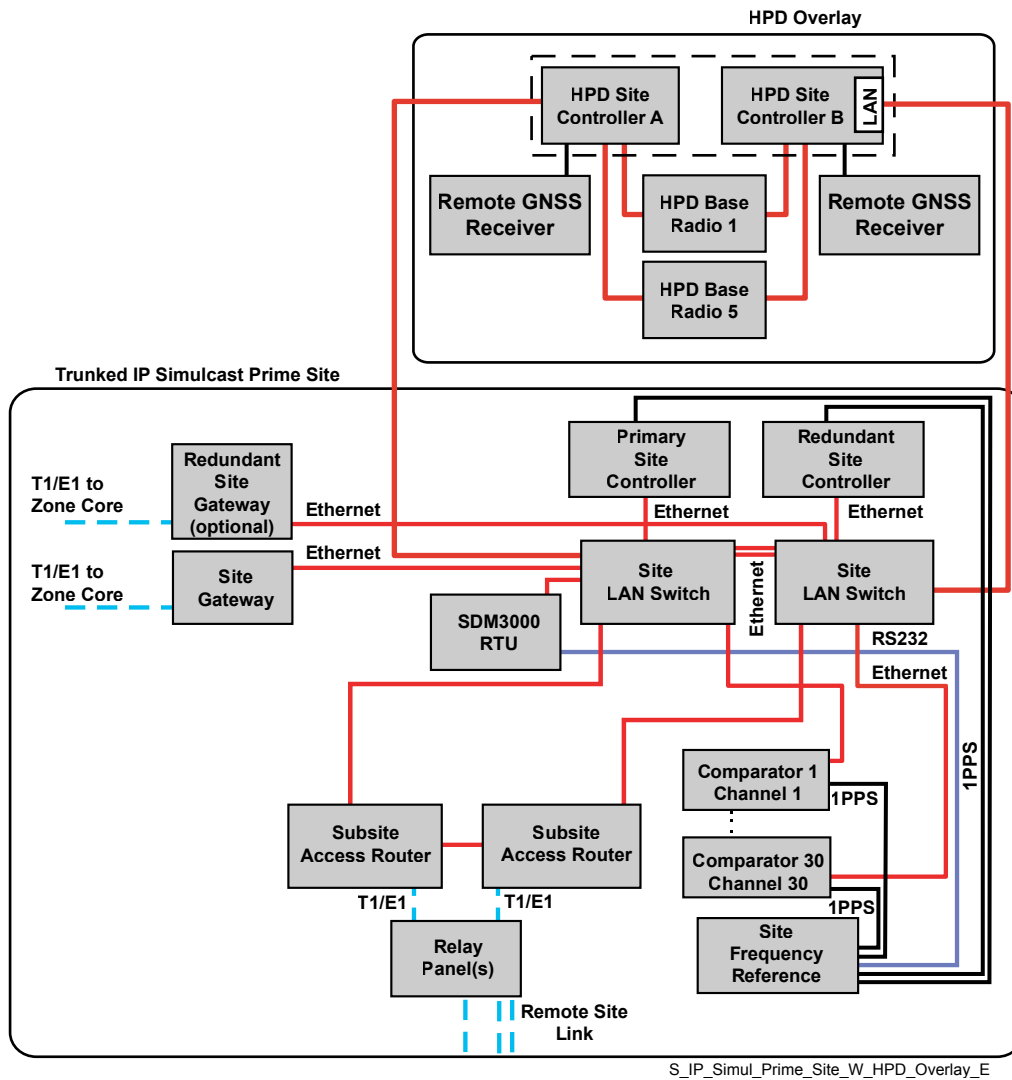 HPD Overlay
HPD Site
Controller A
HPD Site
Controller B
LAN
Remote GNSS
Receiver
HPD Base
Radio 1
Remote GNSS
Receiver
HPD Base
Radio 5
Trunked IP Simulcast Prime Site
T1/E1 to
Zone Core
Redundant
Site
Gateway
(optional)
Ethernet
Primary
Site
Controller
Redundant
Site
Controller
Ethernet
Ethernet
T1/E1 to
Zone Core
Site
Gateway
Ethernet
Site
LAN Switch
Ethernet
Site
LAN Switch
SDM3000
RTU
RS232
Ethernet
1PPS
Comparator 1
Channel 1
1PPS
Subsite
Access Router
Subsite
Access Router
Comparator 30
Channel 30
1PPS
T1/E1
T1/E1
Relay
Panel(s)
Site
Frequency
Reference
Remote Site
Link
S_IP_Simul_Prime_Site_W_HPD_Overlay_E